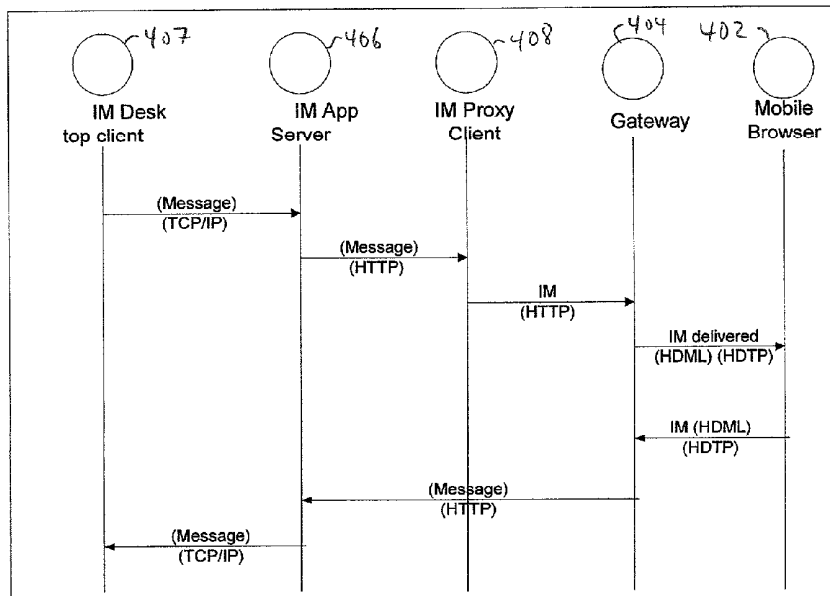 407
406
408
404
402
IM Desk
top client
IM App
Server
IM Proxy
Client
Gateway
Mobile
Browser
(Message)
(TCP/IP)
(Message)
(HTTP)
IM
(HTTP)
IM delivered
(HDML) (HDTP)
IM (HDML)
(HDTP)
(Message)
(HTTP)
(Message)
(TCP/IP)